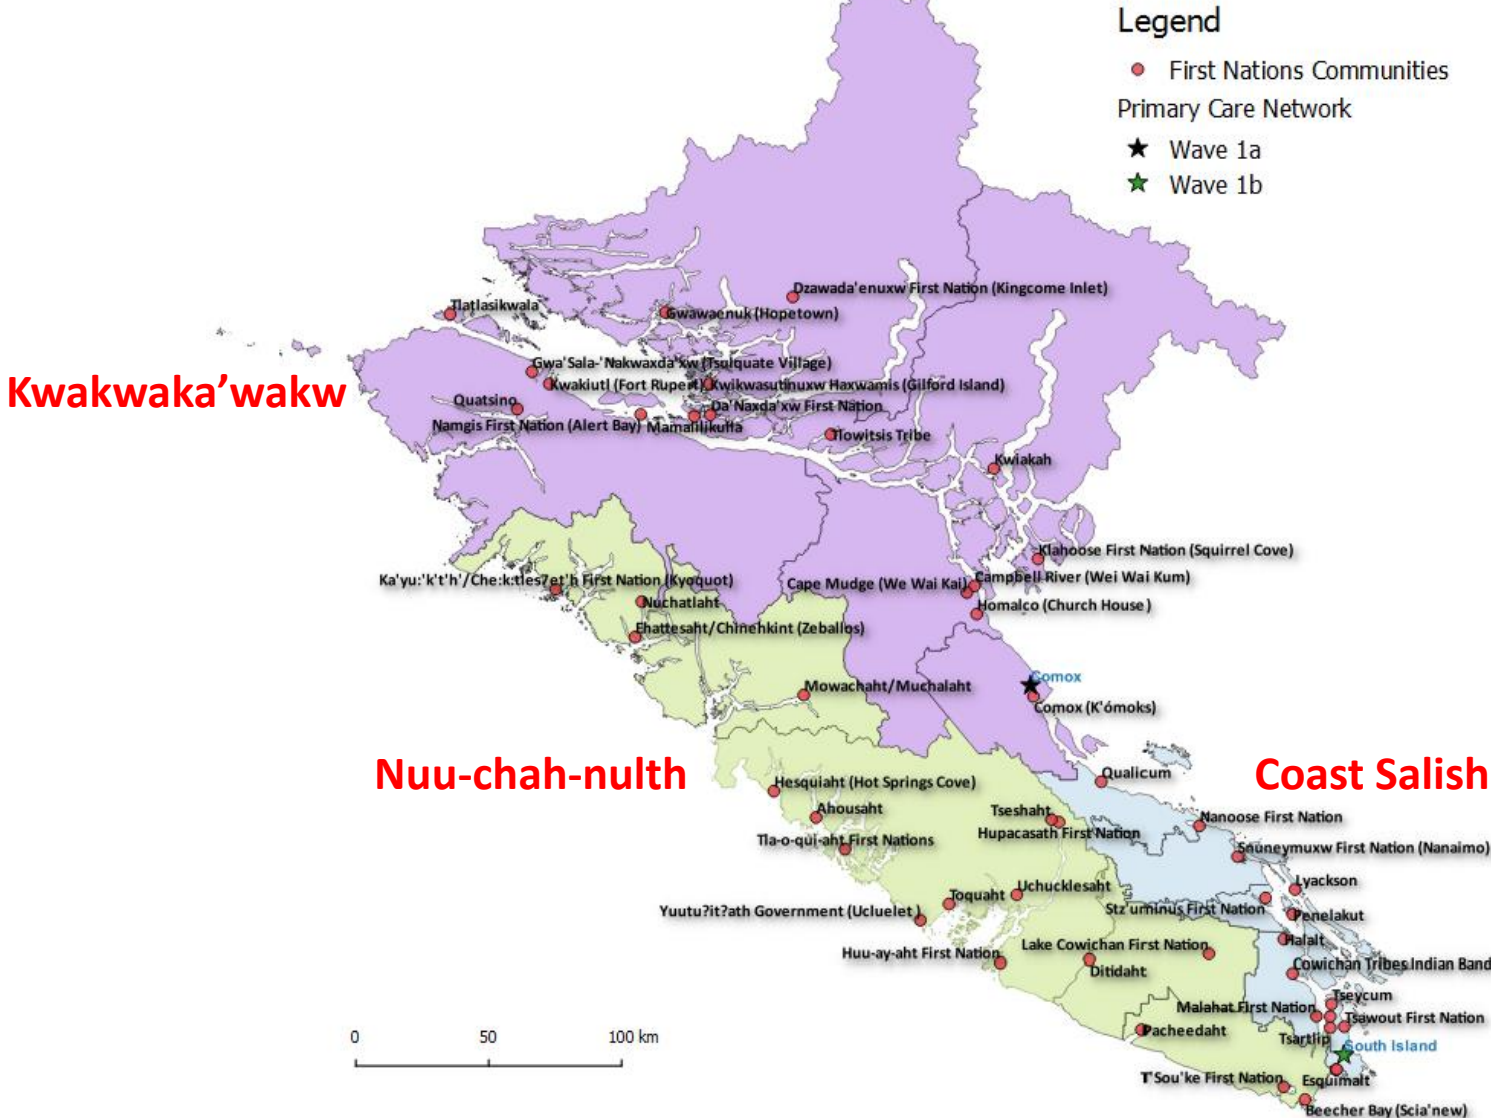 Legend
First Nations Communities
Primary Care Network
Wave 1a
Wave 1b
Dzawada'enuxw First Nation (Kingcome Inlet)
Tlatlasikwala
Gwawaenuk (Hopetown)
Gwa'Sala-'Nakwaxda'xw (Tsulquate Village)
Kwakwaka’wakw
Kwakiutl (Fort Rupert)
Kwikwasutinuxw Haxwamis (Gilford Island)
Quatsino
Da'Naxda'xw First Nation
Namgis First Nation (Alert Bay)
Mamalilikulla
Tlowitsis Tribe
Kwiakah
Klahoose First Nation (Squirrel Cove)
Ka'yu:'k't'h'/Che:k:tles7et'h First Nation (Kyoquot)
Cape Mudge (We Wai Kai)
Campbell River (Wei Wai Kum)
Nuchatlaht
Homalco (Church House)
Ehattesaht/Chinehkint (Zeballos)
Comox
Mowachaht/Muchalaht
Comox (K'ómoks)
Nuu-chah-nulth
Coast Salish
Qualicum
Hesquiaht (Hot Springs Cove)
Ahousaht
Tseshaht
Nanoose First Nation
Hupacasath First Nation
Tla-o-qui-aht First Nations
Snuneymuxw First Nation (Nanaimo)
Lyackson
Uchucklesaht
Toquaht
Yuutu?it?ath Government (Ucluelet )
Stz'uminus First Nation
Penelakut
Halalt
Lake Cowichan First Nation
Huu-ay-aht First Nation
Cowichan Tribes Indian Band
Ditidaht
Tseycum
Malahat First Nation
Tsawout First Nation
Pacheedaht
Tsartlip
South Island
0 50 100 km
T'Sou'ke First Nation
Esquimalt
Beecher Bay (Scia'new)